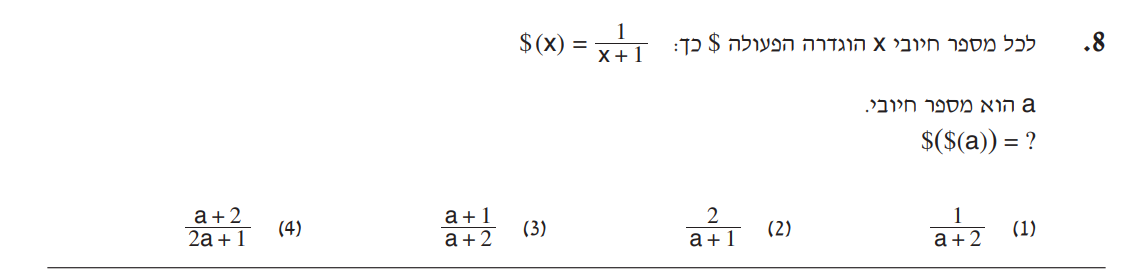 8. לכל מספר חיובי x הוגדרה הפעולה $ כך: $(x) = 1/(x+1)
a הוא מספר חיובי.
$($(a)) = ?
(1) 1/(a+2) (2) 2/(a+1) (3) (a+1)/(a+2) (4) (a+2)/(2a+1)